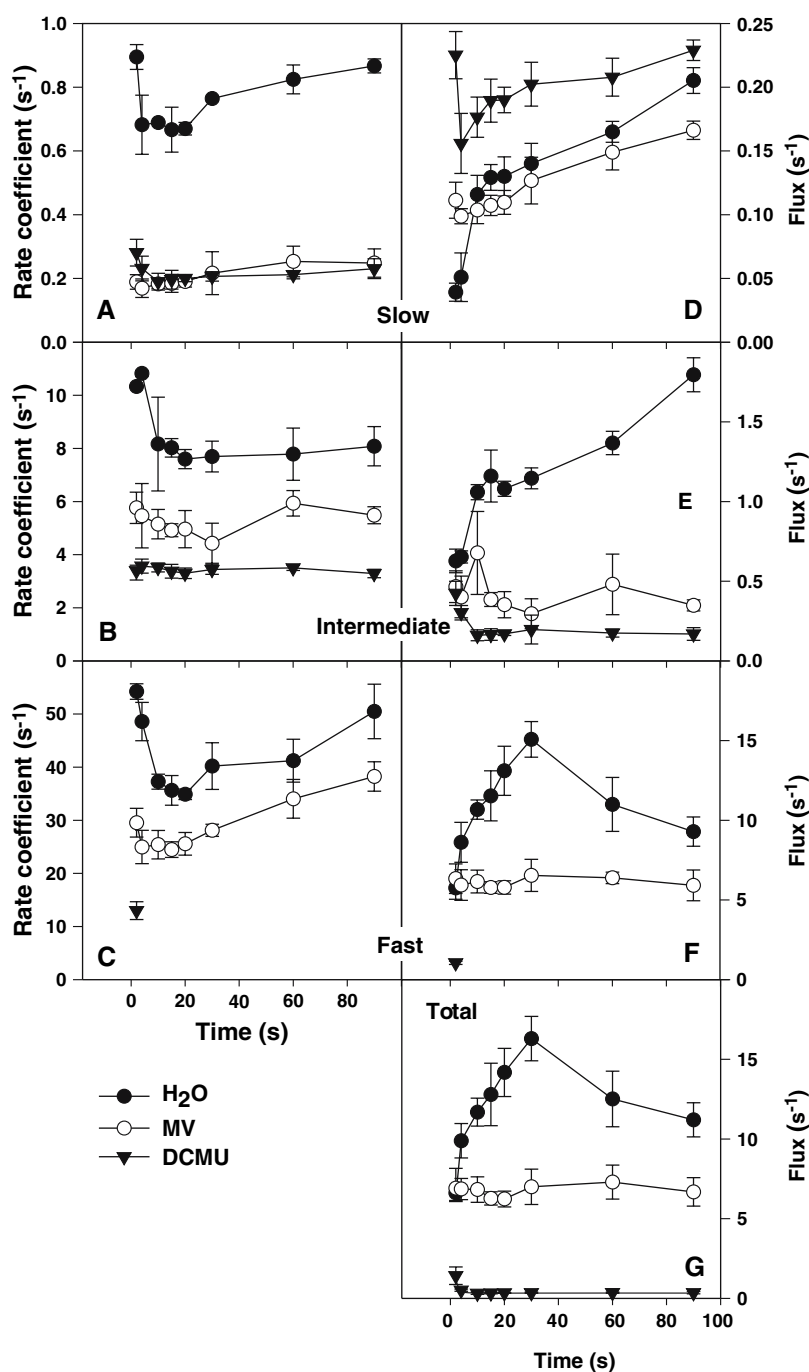 1.0
0.8
0.6
0.4
0.2
0.0
Rate coefficient (s-1)
A
Slow
D
0.25
0.20
0.15
0.10
0.05
0.00
Flux (s-1)
10
8
6
4
2
0
Rate coefficient (s-1)
B
Intermediate
E
1.5
1.0
0.5
0.0
Flux (s-1)
50
40
30
20
10
0
Rate coefficient (s-1)
C
Fast
F
15
10
5
0
Flux (s-1)
0 20 40 60 80
Time (s)
Total
G
15
10
5
0
Flux (s-1)
0 20 40 60 80 100
Time (s)
H2O
MV
DCMU